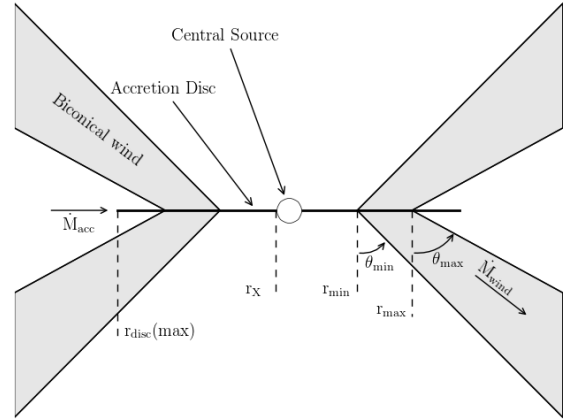 Central Source
Accretion Disc
Biconical wind
Ṁacc
θmin
θmax
Ṁwind
rX
rmin
rmax
rdisc(max)